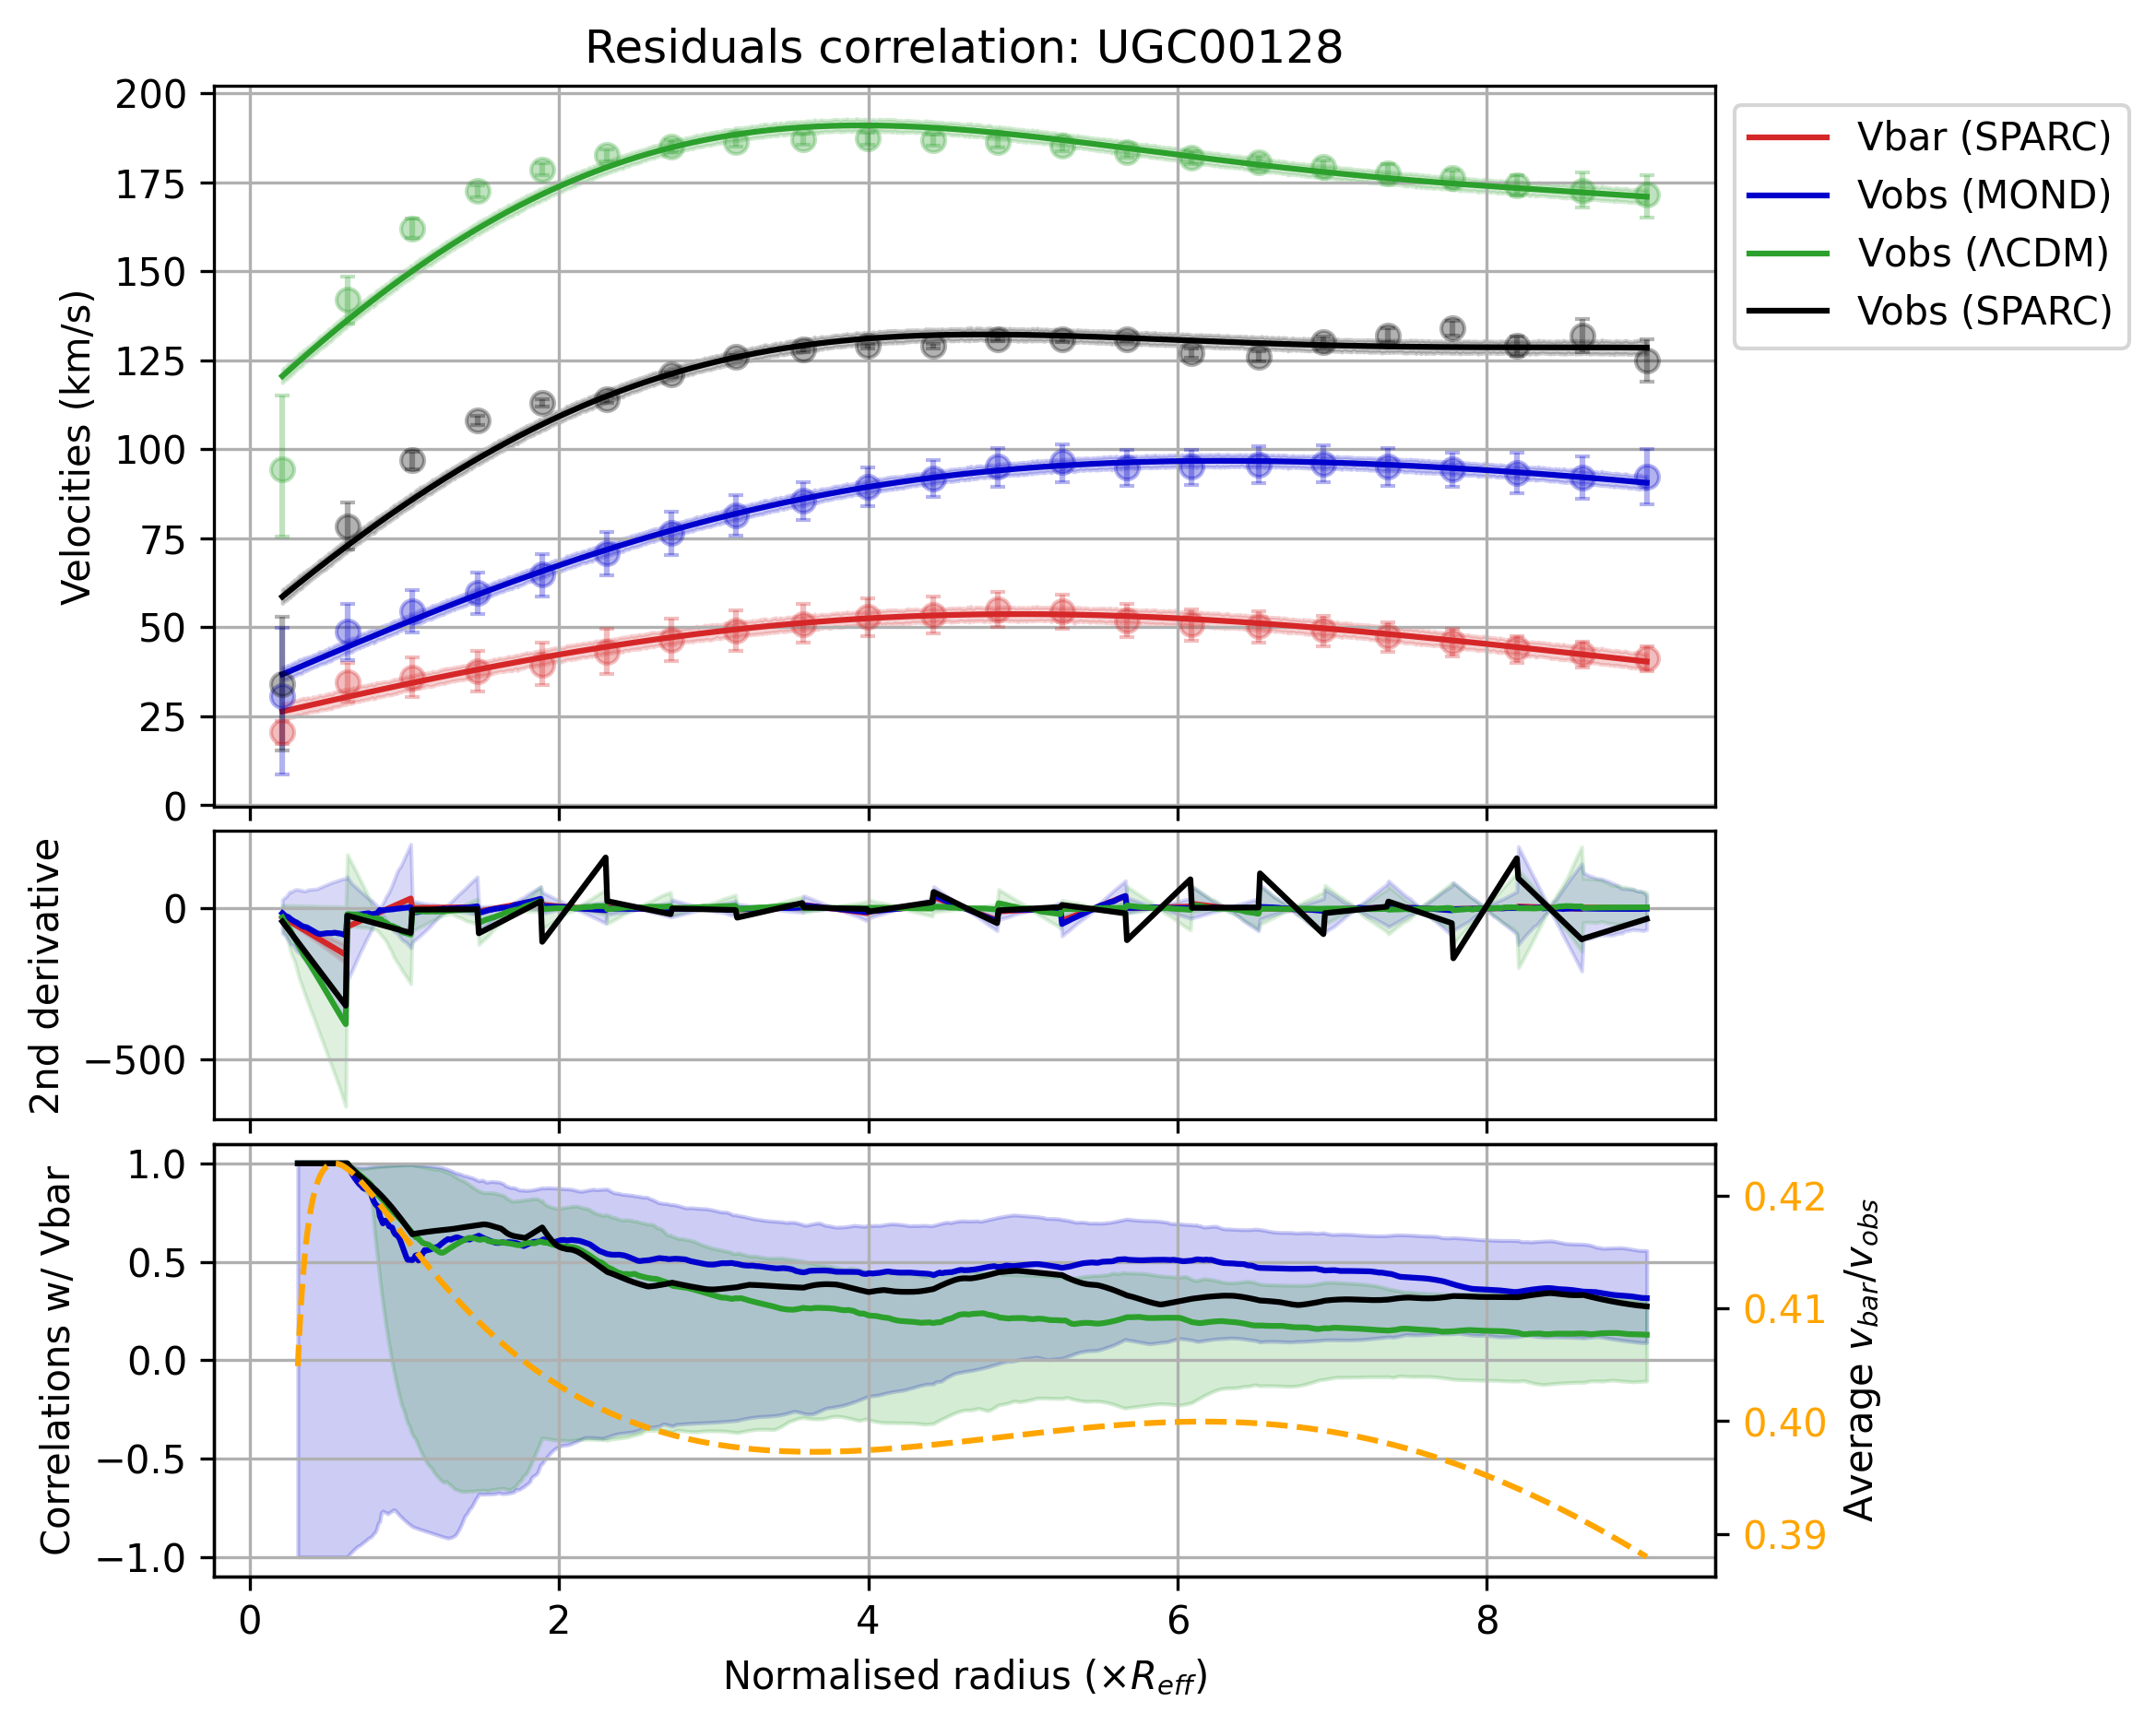 Residuals correlation: UGC00128
200
175
150
125
100
75
50
25
0
Velocities (km/s)
Vbar (SPARC)
Vobs (MOND)
Vobs (ΛCDM)
Vobs (SPARC)
0
−500
2nd derivative
1.0
0.5
0.0
−0.5
−1.0
Correlations w/ Vbar
0.42
0.41
0.40
0.39
Average v_bar/v_obs
0 2 4 6 8
Normalised radius (×R_eff)